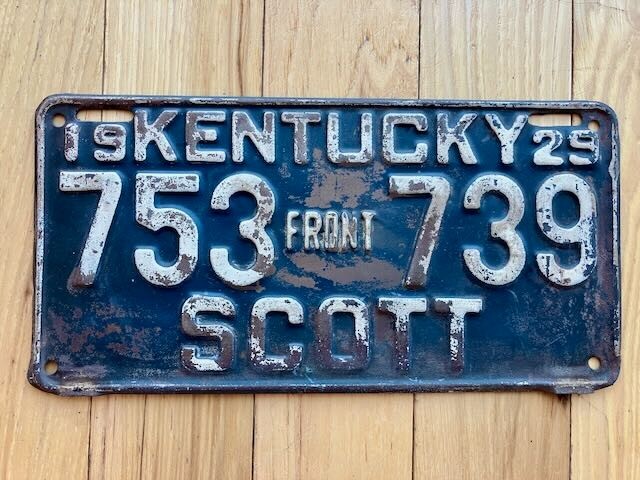 19 KENTUCKY 29
753 FRONT 739
SCOTT